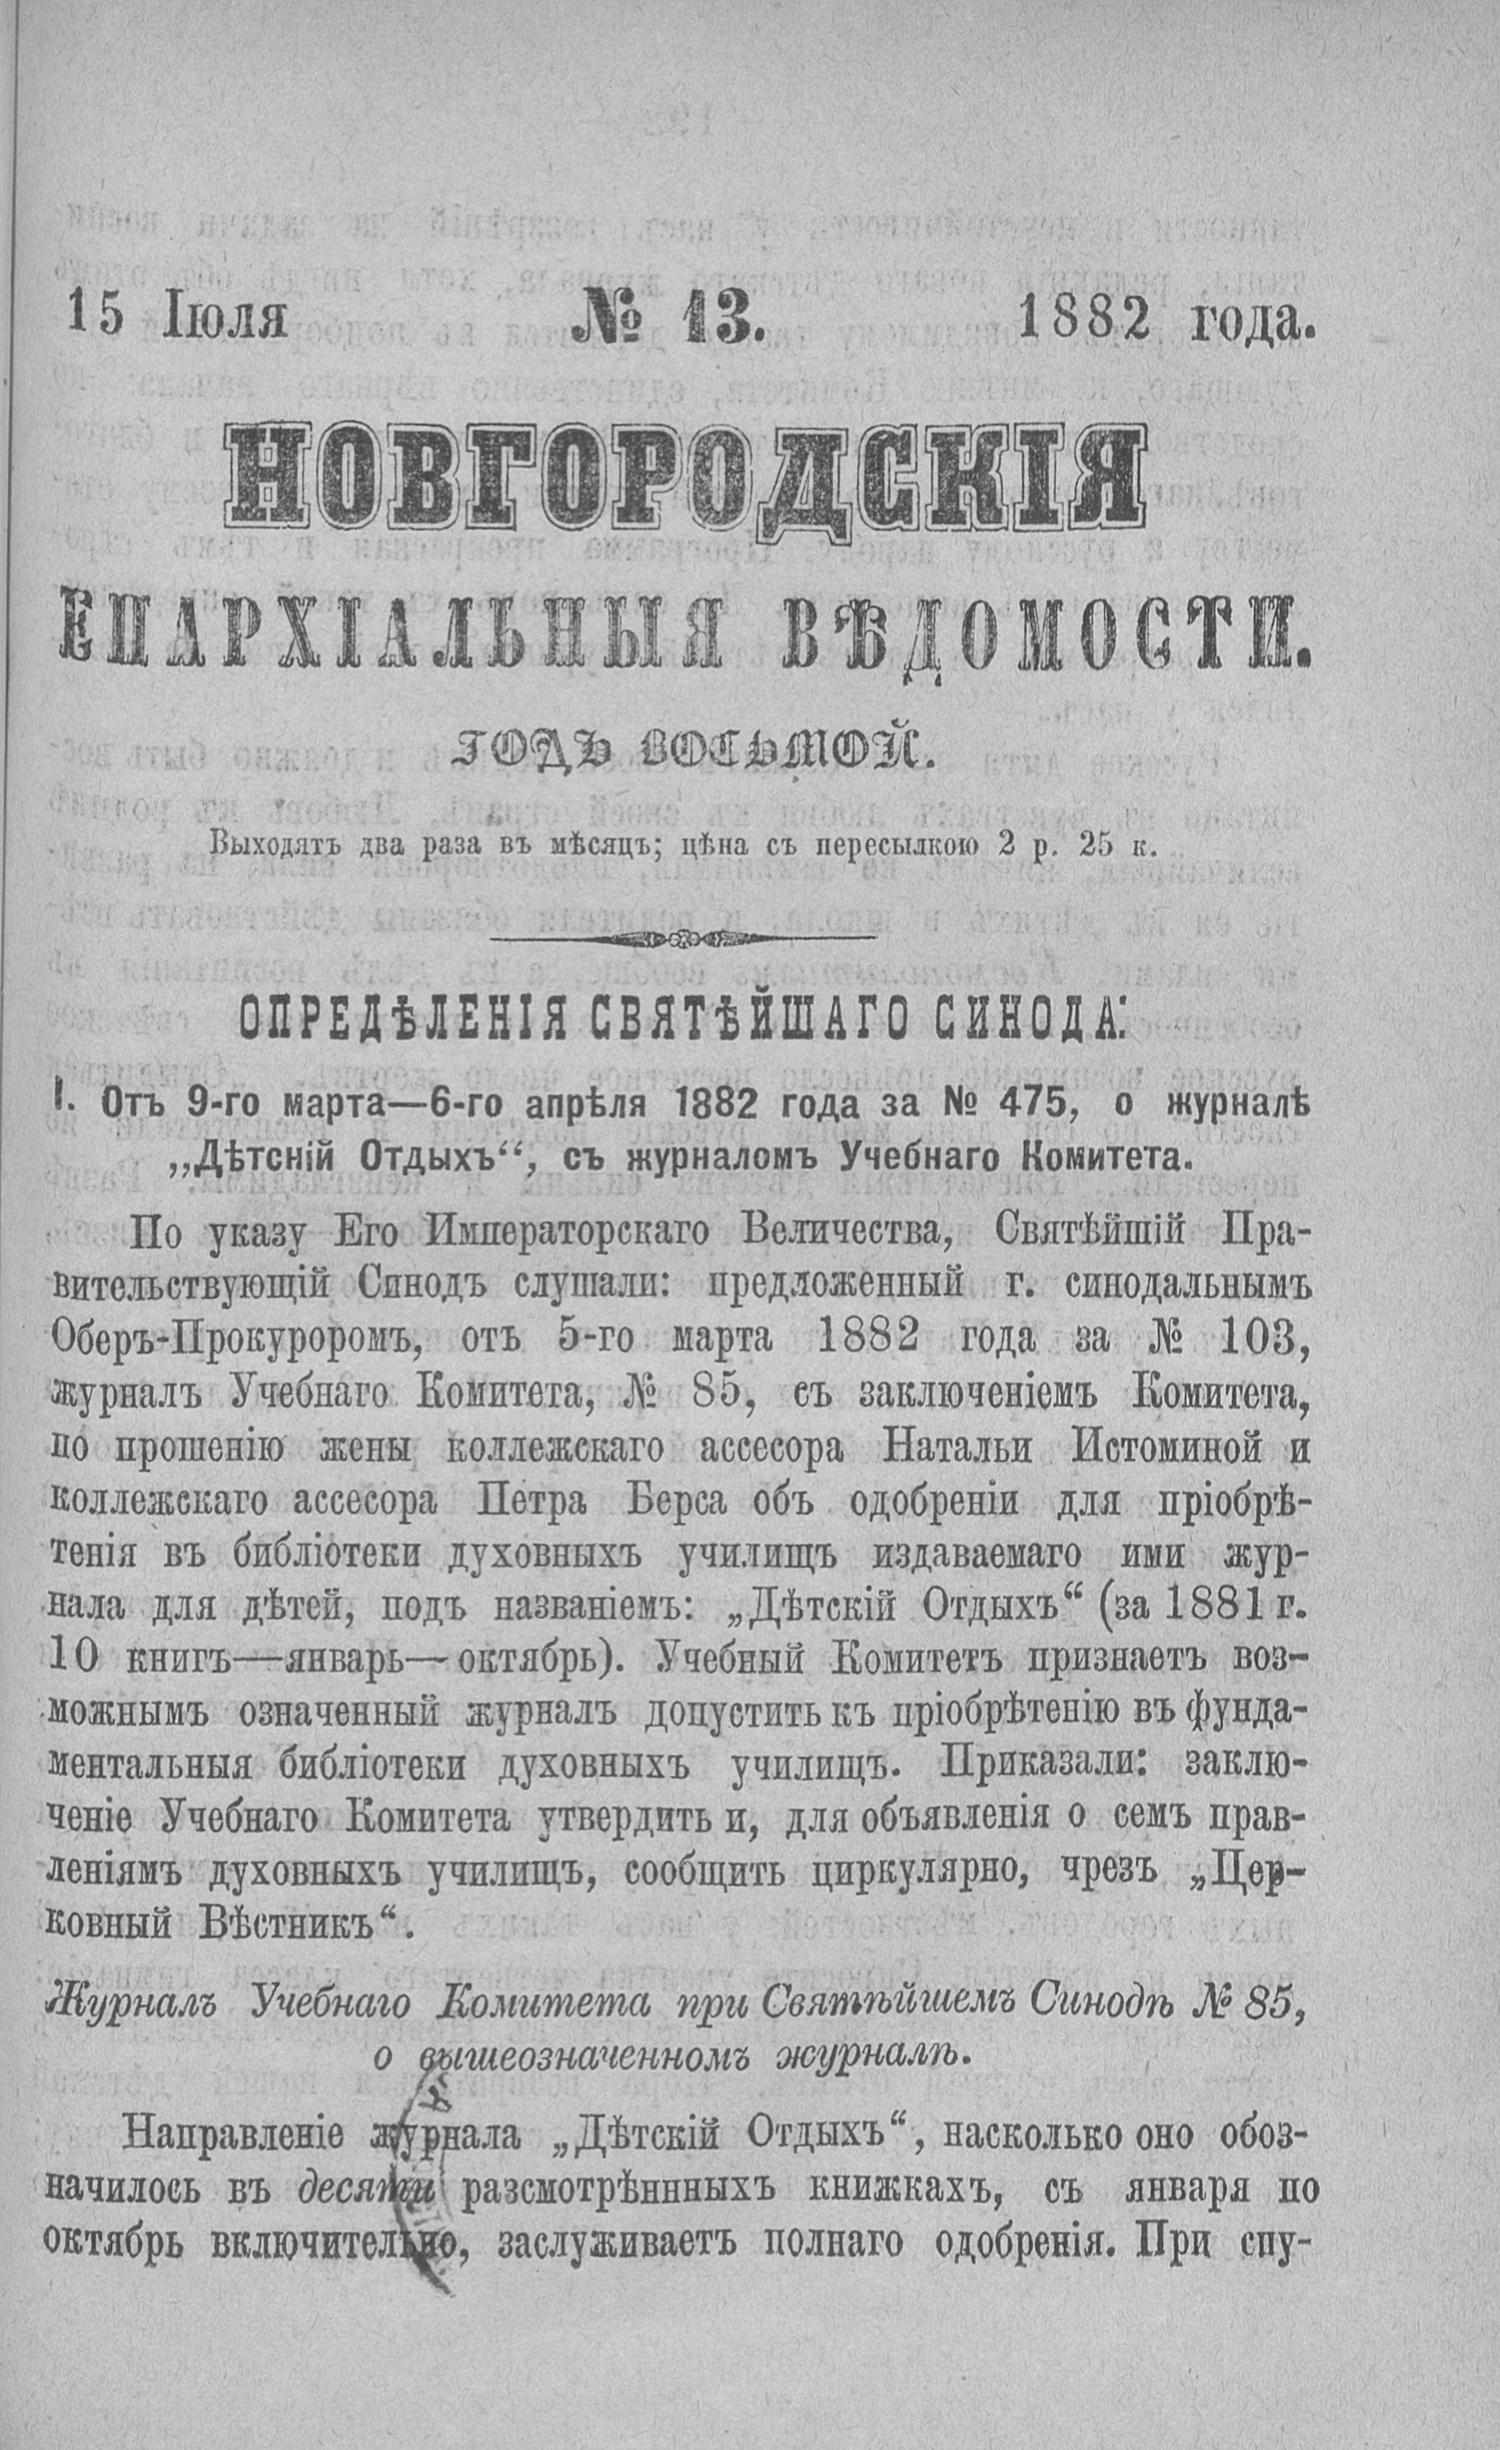 15 Іюля № 13. 1882 года.
НОВГОРОДСКІЯ
ЕПАРХІАЛЬНЫЯ ВѢДОМОСТИ.
ГОДЪ ВОСЬМОЙ.
Выходятъ два раза въ мѣсяцъ; цѣна съ пересылкою 2 р. 25 к.
ОПРЕДѢЛЕНІЯ СВЯТѢЙШАГО СИНОДА:
I. Отъ 9-го марта—6-го апрѣля 1882 года за № 475, о журналѣ
„Дѣтсній Отдыхъ“, съ журналомъ Учебнаго Комитета.
По указу Его Императорскаго Величества, Святѣйшій Пра-
вительствующій Синодъ слушали: предложенный г. синодальнымъ
Оберъ-Прокуроромъ, отъ 5-го марта 1882 года за № 103,
журналъ Учебнаго Комитета, № 85, съ заключеніемъ Комитета,
по прошенію жены коллежскаго ассесора Натальи Истоминой и
коллежскаго ассесора Петра Берса объ одобреніи для пріобрѣ-
тенія въ библіотеки духовныхъ училищъ издаваемаго ими жур-
нала для дѣтей, подъ названіемъ: „Дѣтскій Отдыхъ“ (за 1881 г.
10 книгъ—январь—октябрь). Учебный Комитетъ признаетъ воз-
можнымъ означенный журналъ допустить къ пріобрѣтенію въ фунда-
ментальныя библіотеки духовныхъ училищъ. Приказали: заклю-
ченіе Учебнаго Комитета утвердить и, для объявленія о семъ прав-
леніямъ духовныхъ училищъ, сообщить циркулярно, чрезъ „Цер-
ковный Вѣстникъ“.
Журналъ Учебнаго Комитета при Святѣйшемъ Синодѣ № 85,
о вышеозначенномъ журналѣ.
Направленіе журнала „Дѣтскій Отдыхъ“, насколько оно обоз-
начилось въ десяти разсмотрѣннныхъ книжкахъ, съ января по
октябрь включительно, заслуживаетъ полнаго одобренія. При спу-